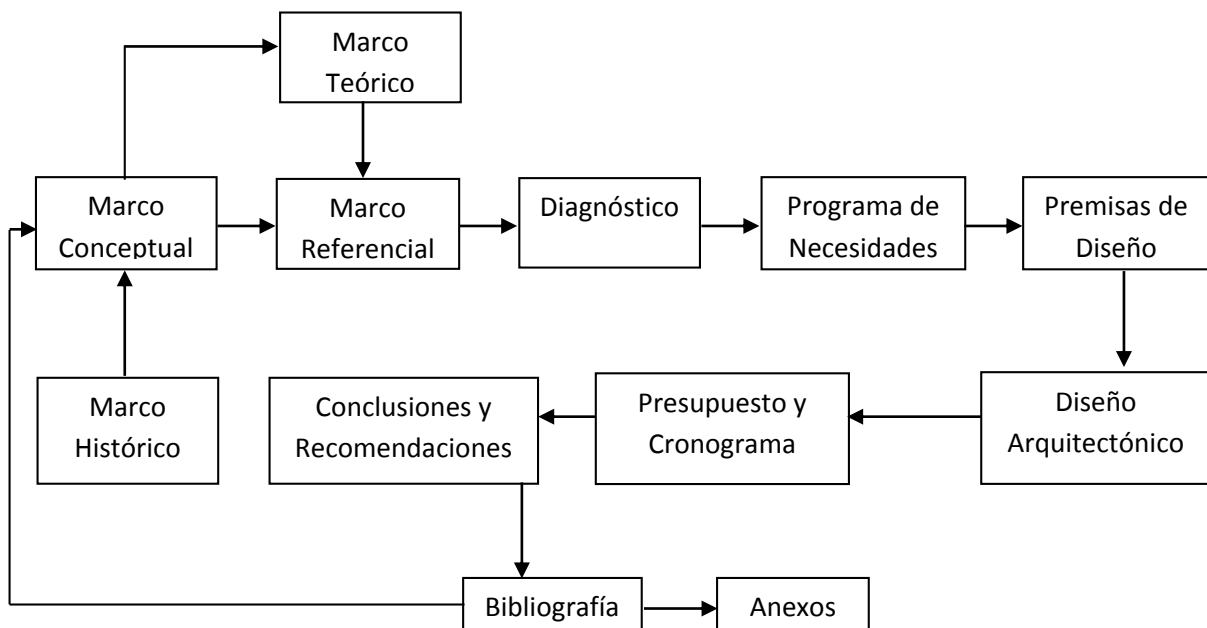 Marco
Teórico
Marco
Conceptual
Marco
Referencial
Diagnóstico
Programa de
Necesidades
Premisas de
Diseño
Marco
Histórico
Conclusiones y
Recomendaciones
Presupuesto y
Cronograma
Diseño
Arquitectónico
Bibliografía
Anexos